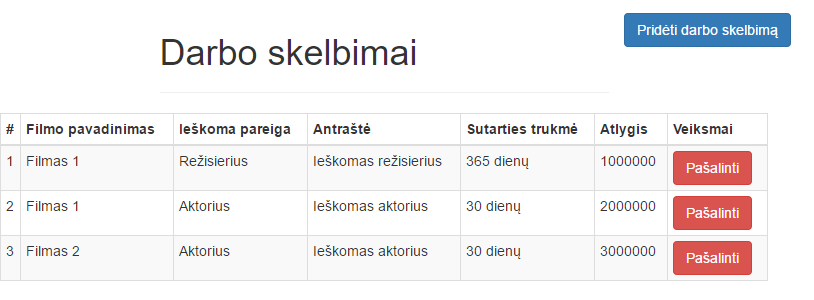 Pridėti darbo skelbimą
Darbo skelbimai
# Filmo pavadinimas Ieškoma pareiga Antraštė Sutarties trukmė Atlygis Veiksmai
1 Filmas 1 Režisierius Ieškomas režisierius 365 dienų 1000000 Pašalinti
2 Filmas 1 Aktorius Ieškomas aktorius 30 dienų 2000000 Pašalinti
3 Filmas 2 Aktorius Ieškomas aktorius 30 dienų 3000000 Pašalinti